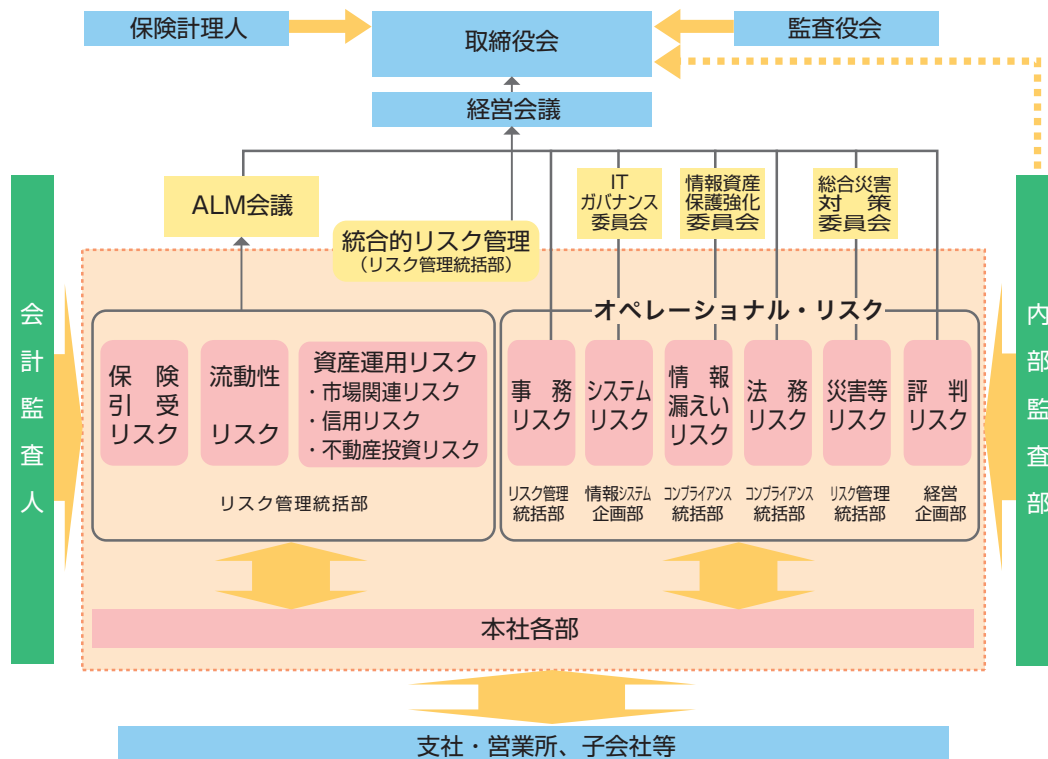 保険計理人
取締役会
監査役会
経営会議
ALM会議
IT
ガバナンス
委員会
情報資産
保護強化
委員会
総合災害
対策
委員会
統合的リスク管理
（リスク管理統括部）
会計監査人
内部監査部
オペレーショナル・リスク
保険
引受
リスク
流動性
リスク
資産運用リスク
・市場関連リスク
・信用リスク
・不動産投資リスク
リスク管理統括部
事務
リスク
システム
リスク
情報
漏えい
リスク
法務
リスク
災害等
リスク
評判
リスク
リスク管理
統括部
情報システム
企画部
コンプライアンス
統括部
コンプライアンス
統括部
リスク管理
統括部
経営
企画部
本社各部
支社・営業所、子会社等